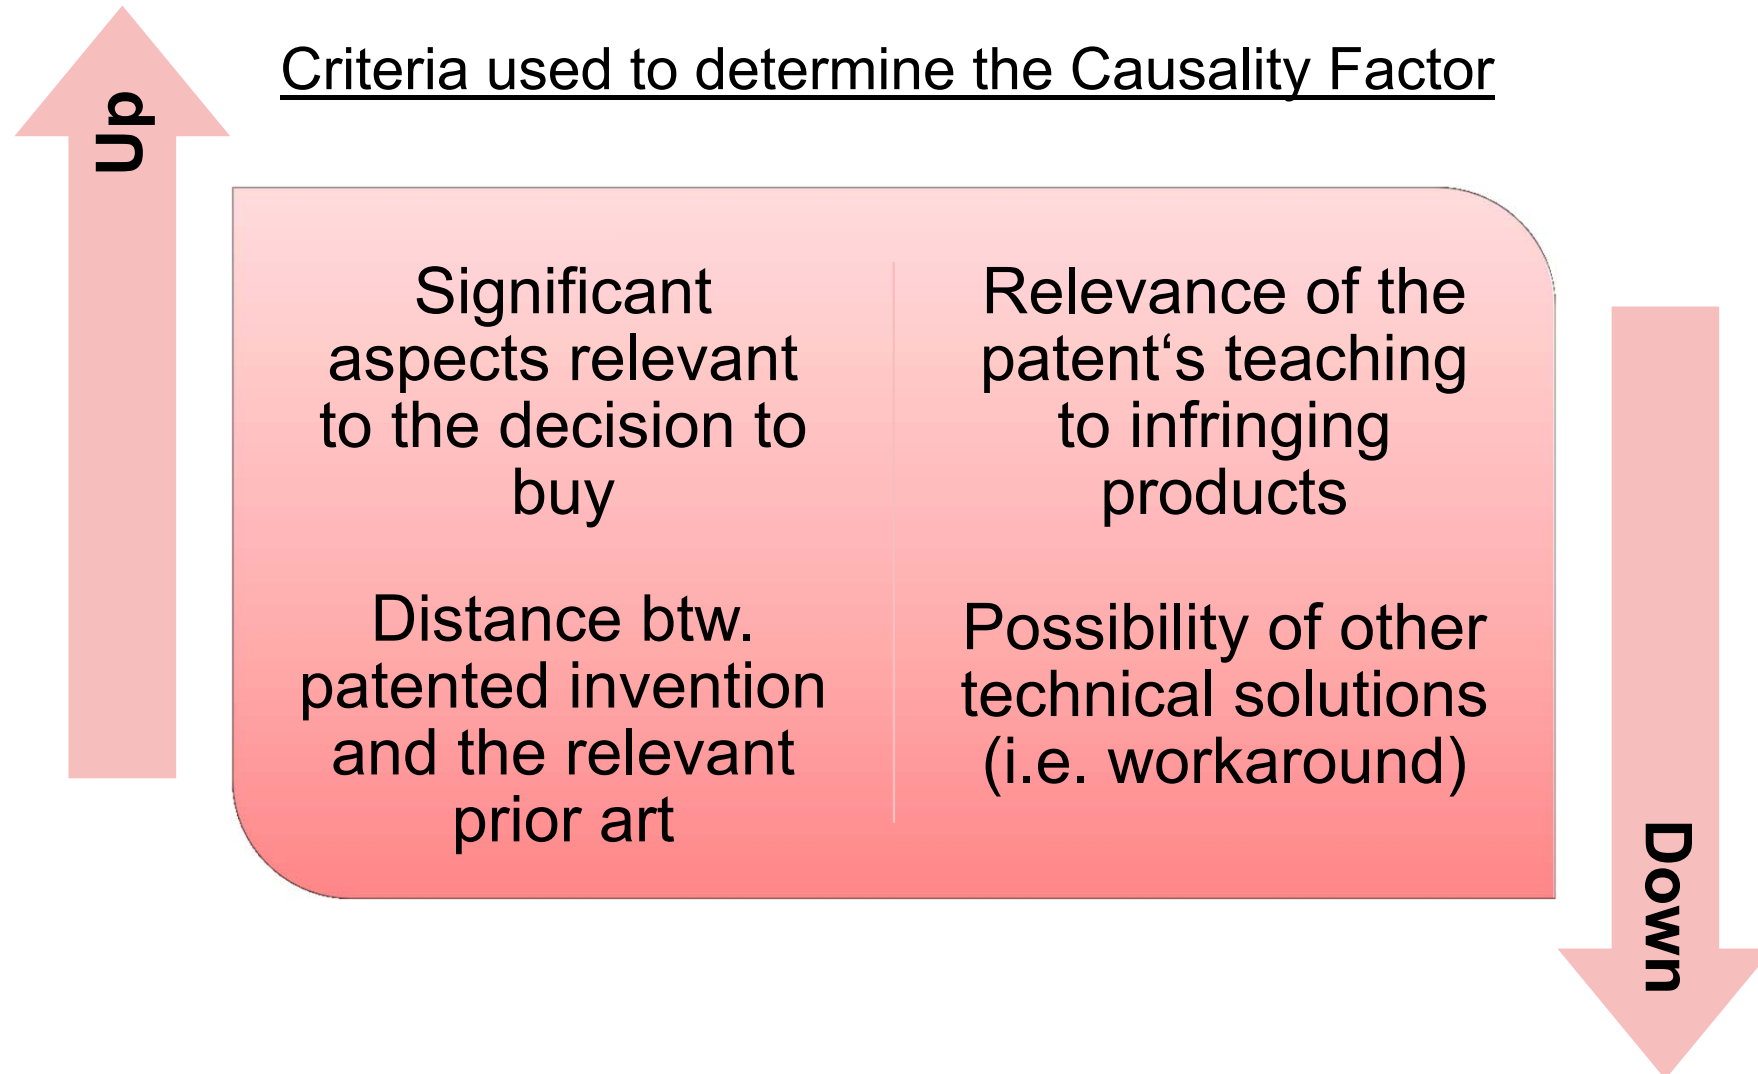 Criteria used to determine the Causality Factor
Up
Significant
aspects relevant
to the decision to
buy
Distance btw.
patented invention
and the relevant
prior art
Relevance of the
patent‘s teaching
to infringing
products
Possibility of other
technical solutions
(i.e. workaround)
Down